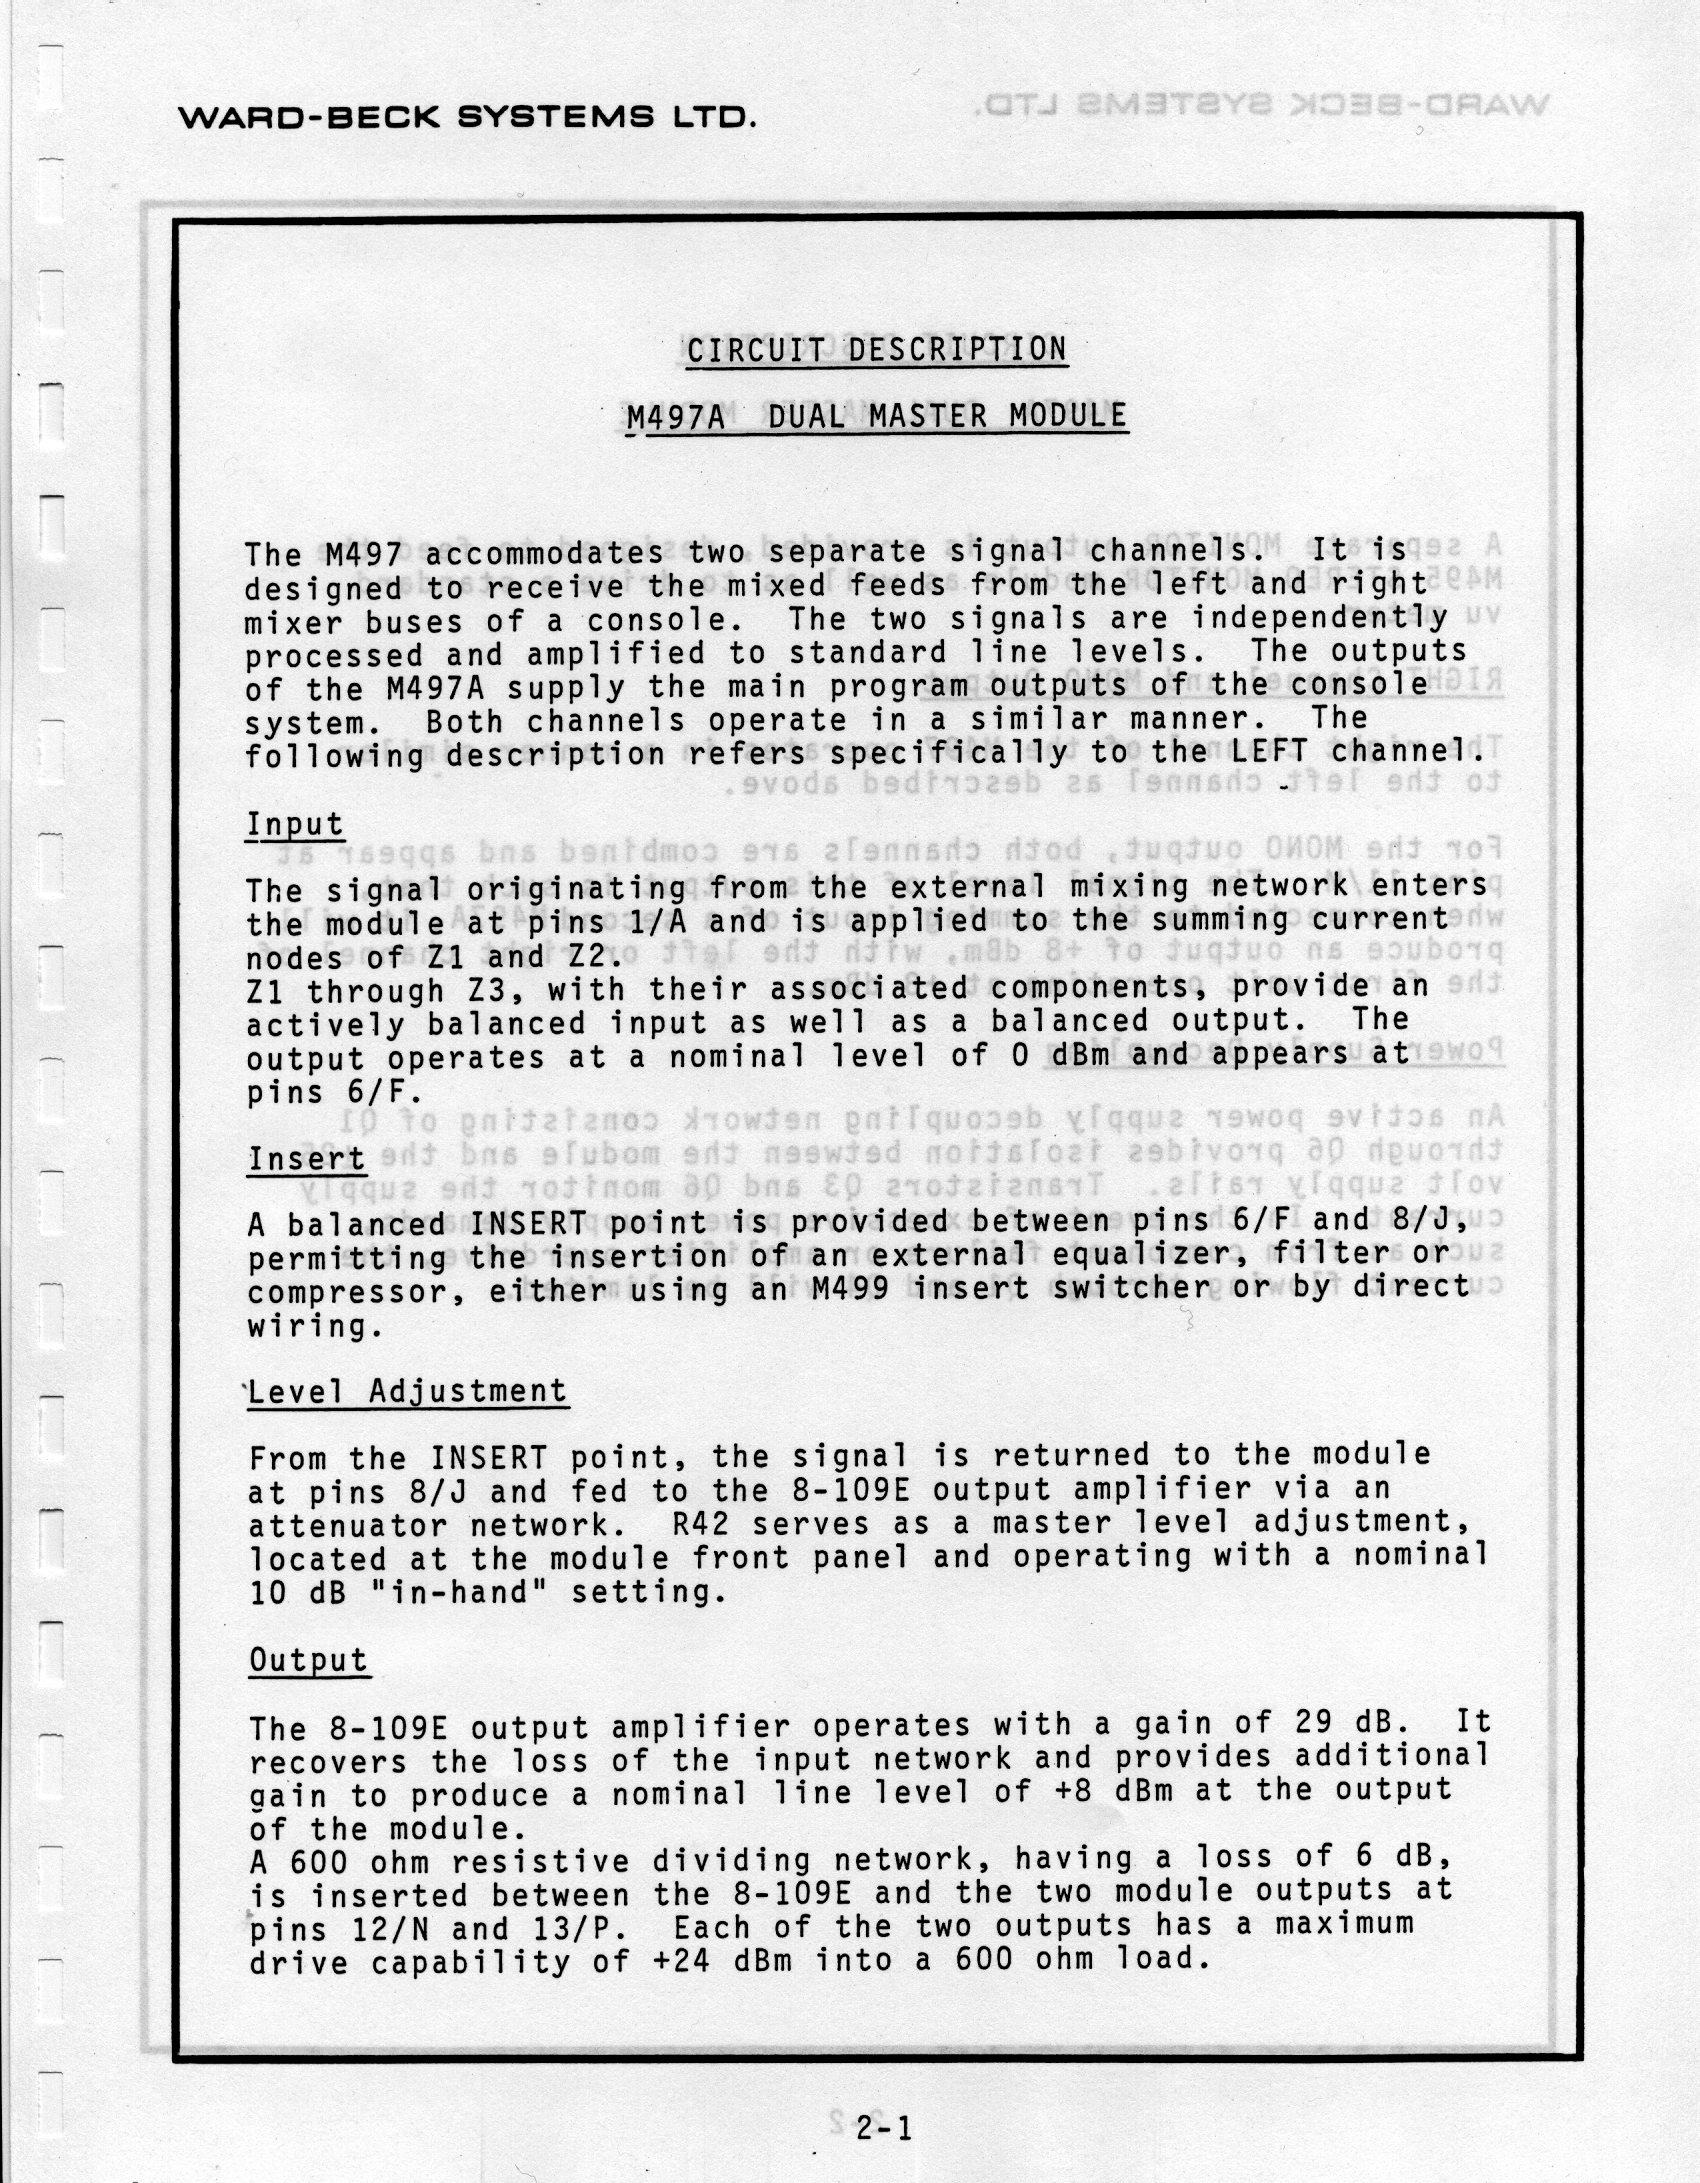 WARD-BECK SYSTEMS LTD.
CIRCUIT DESCRIPTION
M497A DUAL MASTER MODULE
The M497 accommodates two separate signal channels. It is
designed to receive the mixed feeds from the left and right
mixer buses of a console. The two signals are independently
processed and amplified to standard line levels. The outputs
of the M497A supply the main program outputs of the console
system. Both channels operate in a similar manner. The
following description refers specifically to the LEFT channel.
Input
The signal originating from the external mixing network enters
the module at pins 1/A and is applied to the summing current
nodes of Z1 and Z2.
Z1 through Z3, with their associated components, provide an
actively balanced input as well as a balanced output. The
output operates at a nominal level of 0 dBm and appears at
pins 6/F.
Insert
A balanced INSERT point is provided between pins 6/F and 8/J,
permitting the insertion of an external equalizer, filter or
compressor, either using an M499 insert switcher or by direct
wiring.
Level Adjustment
From the INSERT point, the signal is returned to the module
at pins 8/J and fed to the 8-109E output amplifier via an
attenuator network. R42 serves as a master level adjustment,
located at the module front panel and operating with a nominal
10 dB "in-hand" setting.
Output
The 8-109E output amplifier operates with a gain of 29 dB. It
recovers the loss of the input network and provides additional
gain to produce a nominal line level of +8 dBm at the output
of the module.
A 600 ohm resistive dividing network, having a loss of 6 dB,
is inserted between the 8-109E and the two module outputs at
pins 12/N and 13/P. Each of the two outputs has a maximum
drive capability of +24 dBm into a 600 ohm load.
2-1